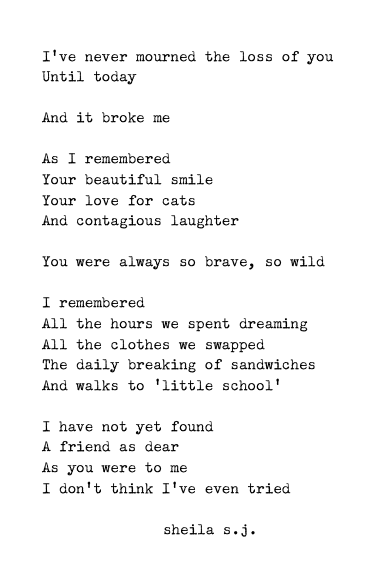 I've never mourned the loss of you
Until today
And it broke me
As I remembered
Your beautiful smile
Your love for cats
And contagious laughter
You were always so brave, so wild
I remembered
All the hours we spent dreaming
All the clothes we swapped
The daily breaking of sandwiches
And walks to 'little school'
I have not yet found
A friend as dear
As you were to me
I don't think I've even tried
sheila s.j.